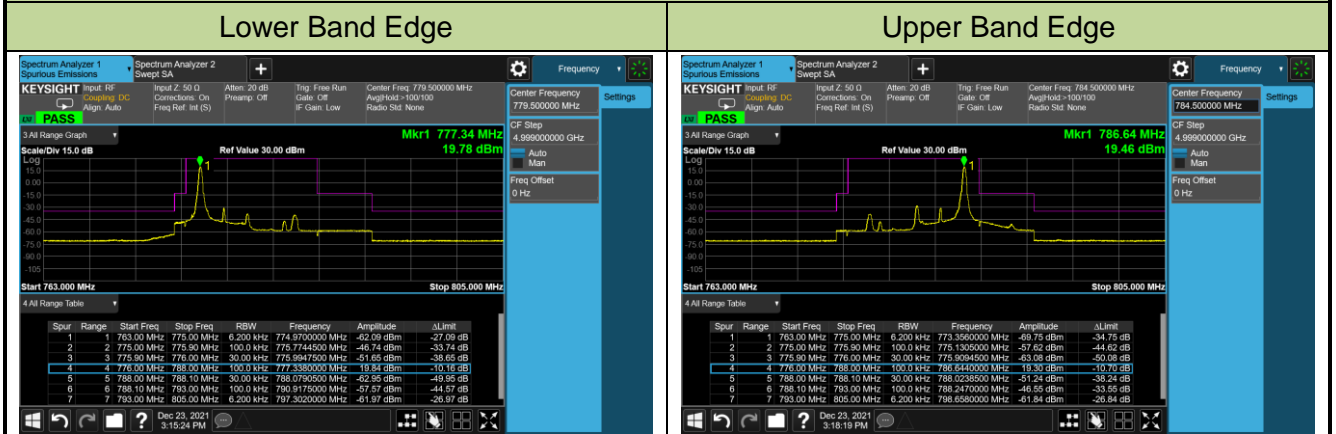 Lower Band Edge
Upper Band Edge
Spectrum Analyzer 1
Spurious Emissions
Spectrum Analyzer 2
Swept SA
+
Frequency
KEYSIGHT
Input: RF
Coupling: DC
Align: Auto
Input Z: 50 Ω
Corrections: On
Freq Ref: Int (S)
Atten: 20 dB
Preamp: Off
Trig: Free Run
Gate: Off
IF Gain: Low
Center Freq: 779.500000 MHz
Avg|Hold:>100/100
Radio Std: None
PASS
Center Frequency
779.500000 MHz
Settings
CF Step
4.999000000 GHz
Auto
Man
Freq Offset
0 Hz
3 All Range Graph
Mkr1 777.34 MHz
Scale/Div 15.0 dB
Ref Value 30.00 dBm
19.78 dBm
Log
1
15.0
0.00
-15.0
-30.0
-45.0
-60.0
-75.0
-90.0
-105
Start 763.000 MHz
Stop 805.000 MHz
4 All Range Table
Spur Range Start Freq Stop Freq RBW Frequency Amplitude ΔLimit
1 1 763.00 MHz 775.00 MHz 6.200 kHz 774.9700000 MHz -62.09 dBm -27.09 dB
2 2 775.00 MHz 775.90 MHz 100.0 kHz 775.7744500 MHz -46.74 dBm -33.74 dB
3 3 775.90 MHz 776.00 MHz 30.00 kHz 775.9947500 MHz -51.65 dBm -38.65 dB
4 4 776.00 MHz 788.00 MHz 100.0 kHz 777.3380000 MHz 19.84 dBm -10.16 dB
5 5 788.00 MHz 788.10 MHz 30.00 kHz 788.0790500 MHz -62.95 dBm -49.95 dB
6 6 788.10 MHz 793.00 MHz 100.0 kHz 790.9175000 MHz -57.57 dBm -44.57 dB
7 7 793.00 MHz 805.00 MHz 6.200 kHz 797.3020000 MHz -61.97 dBm -26.97 dB
?
Dec 23, 2021
3:15:24 PM
Spectrum Analyzer 1
Spurious Emissions
Spectrum Analyzer 2
Swept SA
+
Frequency
KEYSIGHT
Input: RF
Coupling: DC
Align: Auto
Input Z: 50 Ω
Corrections: On
Freq Ref: Int (S)
Atten: 20 dB
Preamp: Off
Trig: Free Run
Gate: Off
IF Gain: Low
Center Freq: 784.500000 MHz
Avg|Hold:>100/100
Radio Std: None
PASS
Center Frequency
784.500000 MHz
Settings
CF Step
4.999000000 GHz
Auto
Man
Freq Offset
0 Hz
3 All Range Graph
Mkr1 786.64 MHz
Scale/Div 15.0 dB
Ref Value 30.00 dBm
19.46 dBm
Log
1
15.0
0.00
-15.0
-30.0
-45.0
-60.0
-75.0
-90.0
-105
Start 763.000 MHz
Stop 805.000 MHz
4 All Range Table
Spur Range Start Freq Stop Freq RBW Frequency Amplitude ΔLimit
1 1 763.00 MHz 775.00 MHz 6.200 kHz 773.3560000 MHz -69.75 dBm -34.75 dB
2 2 775.00 MHz 775.90 MHz 100.0 kHz 775.1305000 MHz -57.62 dBm -44.62 dB
3 3 775.90 MHz 776.00 MHz 30.00 kHz 775.9094500 MHz -63.08 dBm -50.08 dB
4 4 776.00 MHz 788.00 MHz 100.0 kHz 786.6440000 MHz 19.30 dBm -10.70 dB
5 5 788.00 MHz 788.10 MHz 30.00 kHz 788.0238500 MHz -51.24 dBm -38.24 dB
6 6 788.10 MHz 793.00 MHz 100.0 kHz 788.2470000 MHz -46.55 dBm -33.55 dB
7 7 793.00 MHz 805.00 MHz 6.200 kHz 798.6580000 MHz -61.84 dBm -26.84 dB
?
Dec 23, 2021
3:18:19 PM